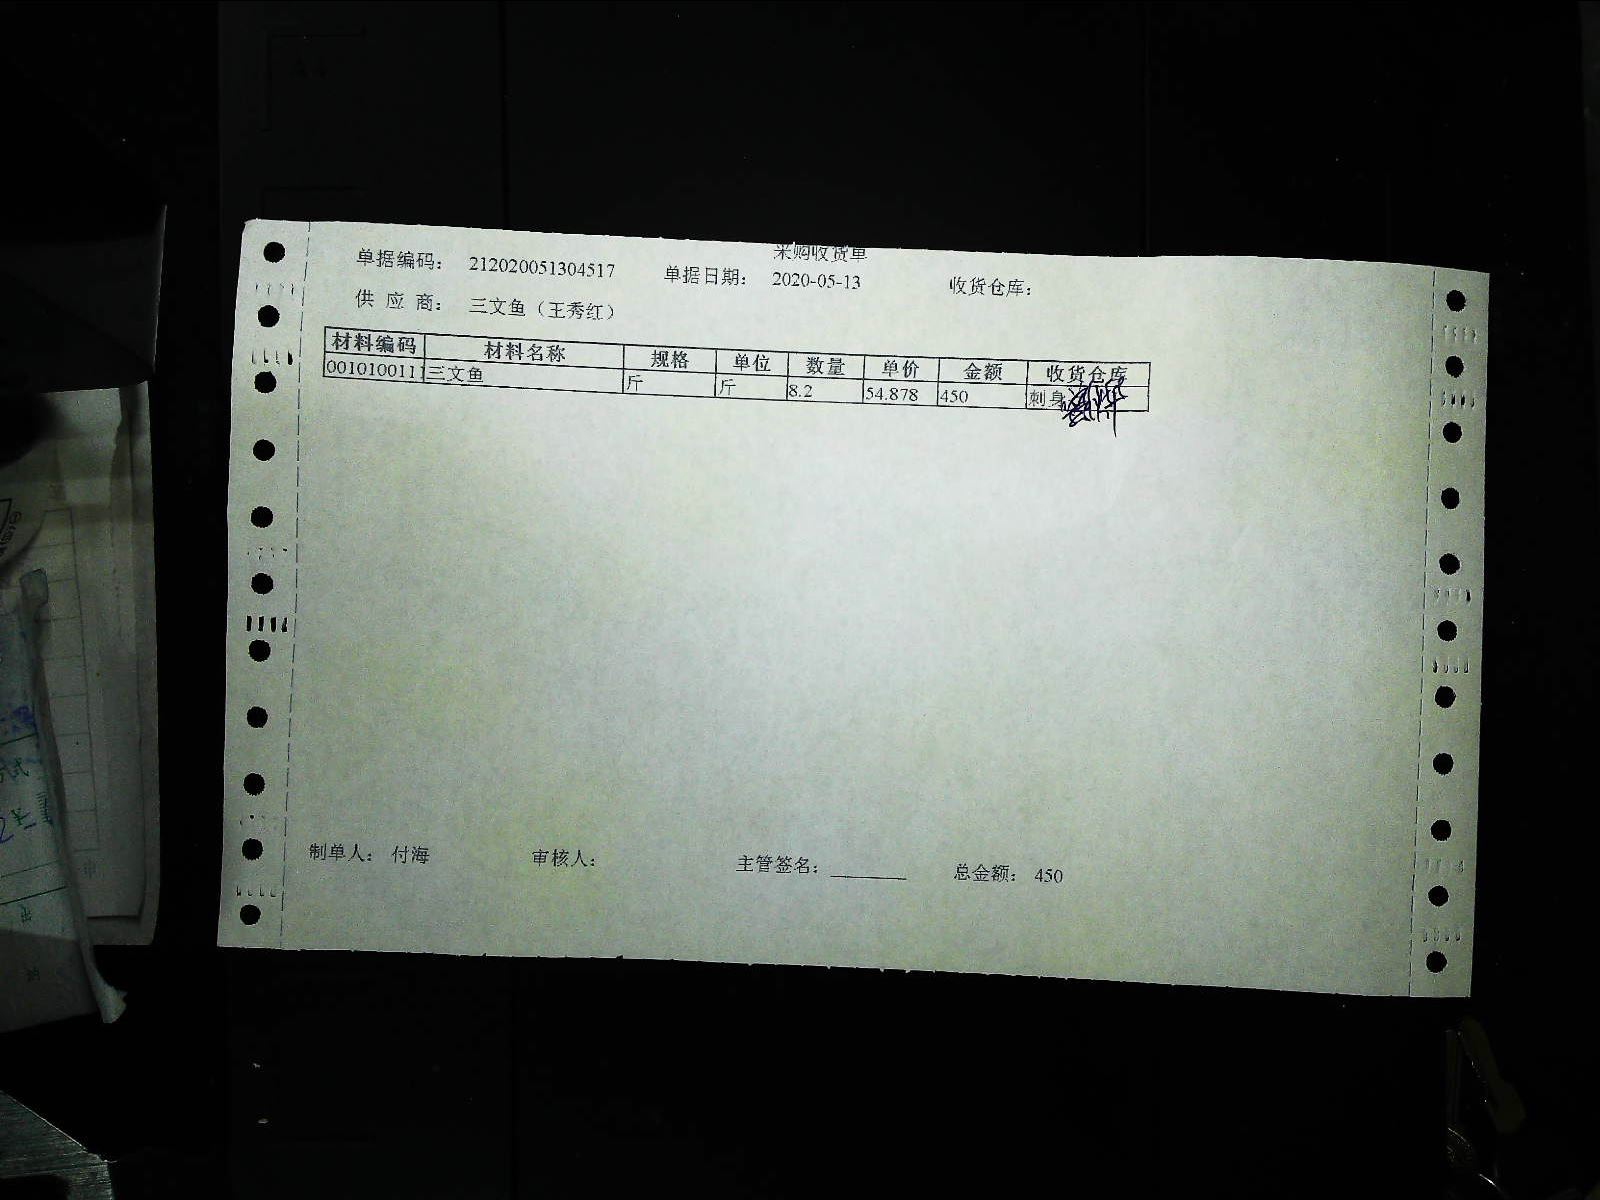 采购收货单
单据编码： 212020051304517 单据日期： 2020-05-13 收货仓库：
供 应 商： 三文鱼（王秀红）
材料编码 材料名称 规格 单位 数量 单价 金额 收货仓库
0010100111 三文鱼 斤 斤 8.2 54.878 450 刺身
制单人： 付海 审核人： 主管签名： 总金额： 450